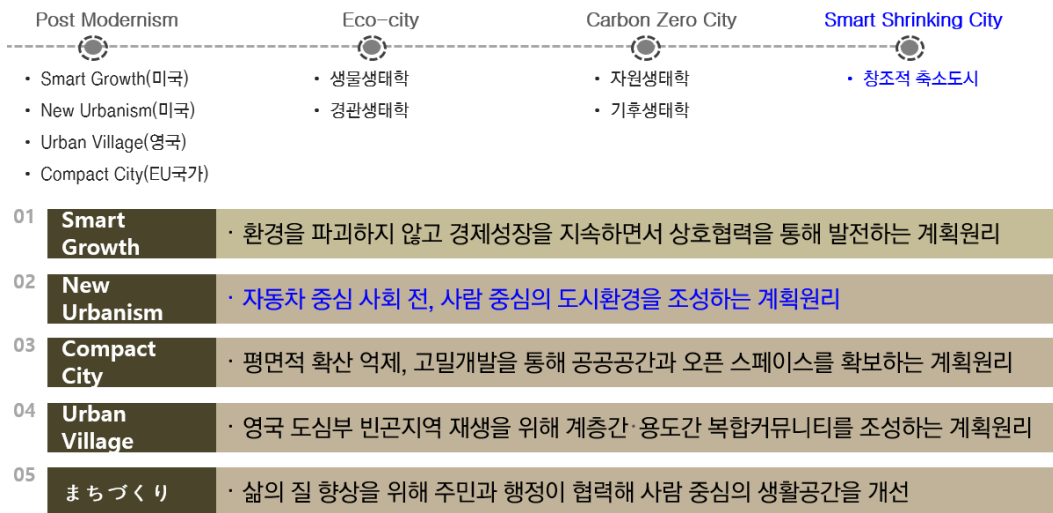 Post Modernism
Eco-city
Carbon Zero City
Smart Shrinking City
• Smart Growth(미국)
• New Urbanism(미국)
• Urban Village(영국)
• Compact City(EU국가)
• 생물생태학
• 경관생태학
• 자원생태학
• 기후생태학
• 창조적 축소도시
01
Smart
Growth
· 환경을 파괴하지 않고 경제성장을 지속하면서 상호협력을 통해 발전하는 계획원리
02
New
Urbanism
· 자동차 중심 사회 전, 사람 중심의 도시환경을 조성하는 계획원리
03
Compact
City
· 평면적 확산 억제, 고밀개발을 통해 공공공간과 오픈 스페이스를 확보하는 계획원리
04
Urban
Village
· 영국 도심부 빈곤지역 재생을 위해 계층간·용도간 복합커뮤니티를 조성하는 계획원리
05
まちづくり
· 삶의 질 향상을 위해 주민과 행정이 협력해 사람 중심의 생활공간을 개선